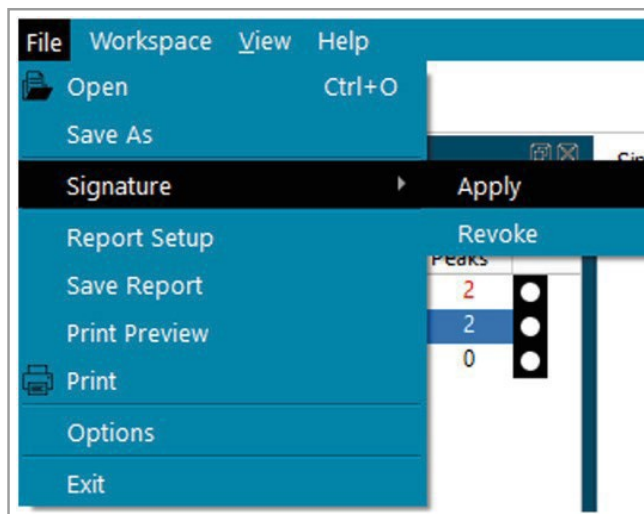 File Workspace View Help
Open Ctrl+O
Save As
Signature Apply
Report Setup Revoke
Peaks
Save Report 2
Print Preview 2
Print 0
Options
Exit